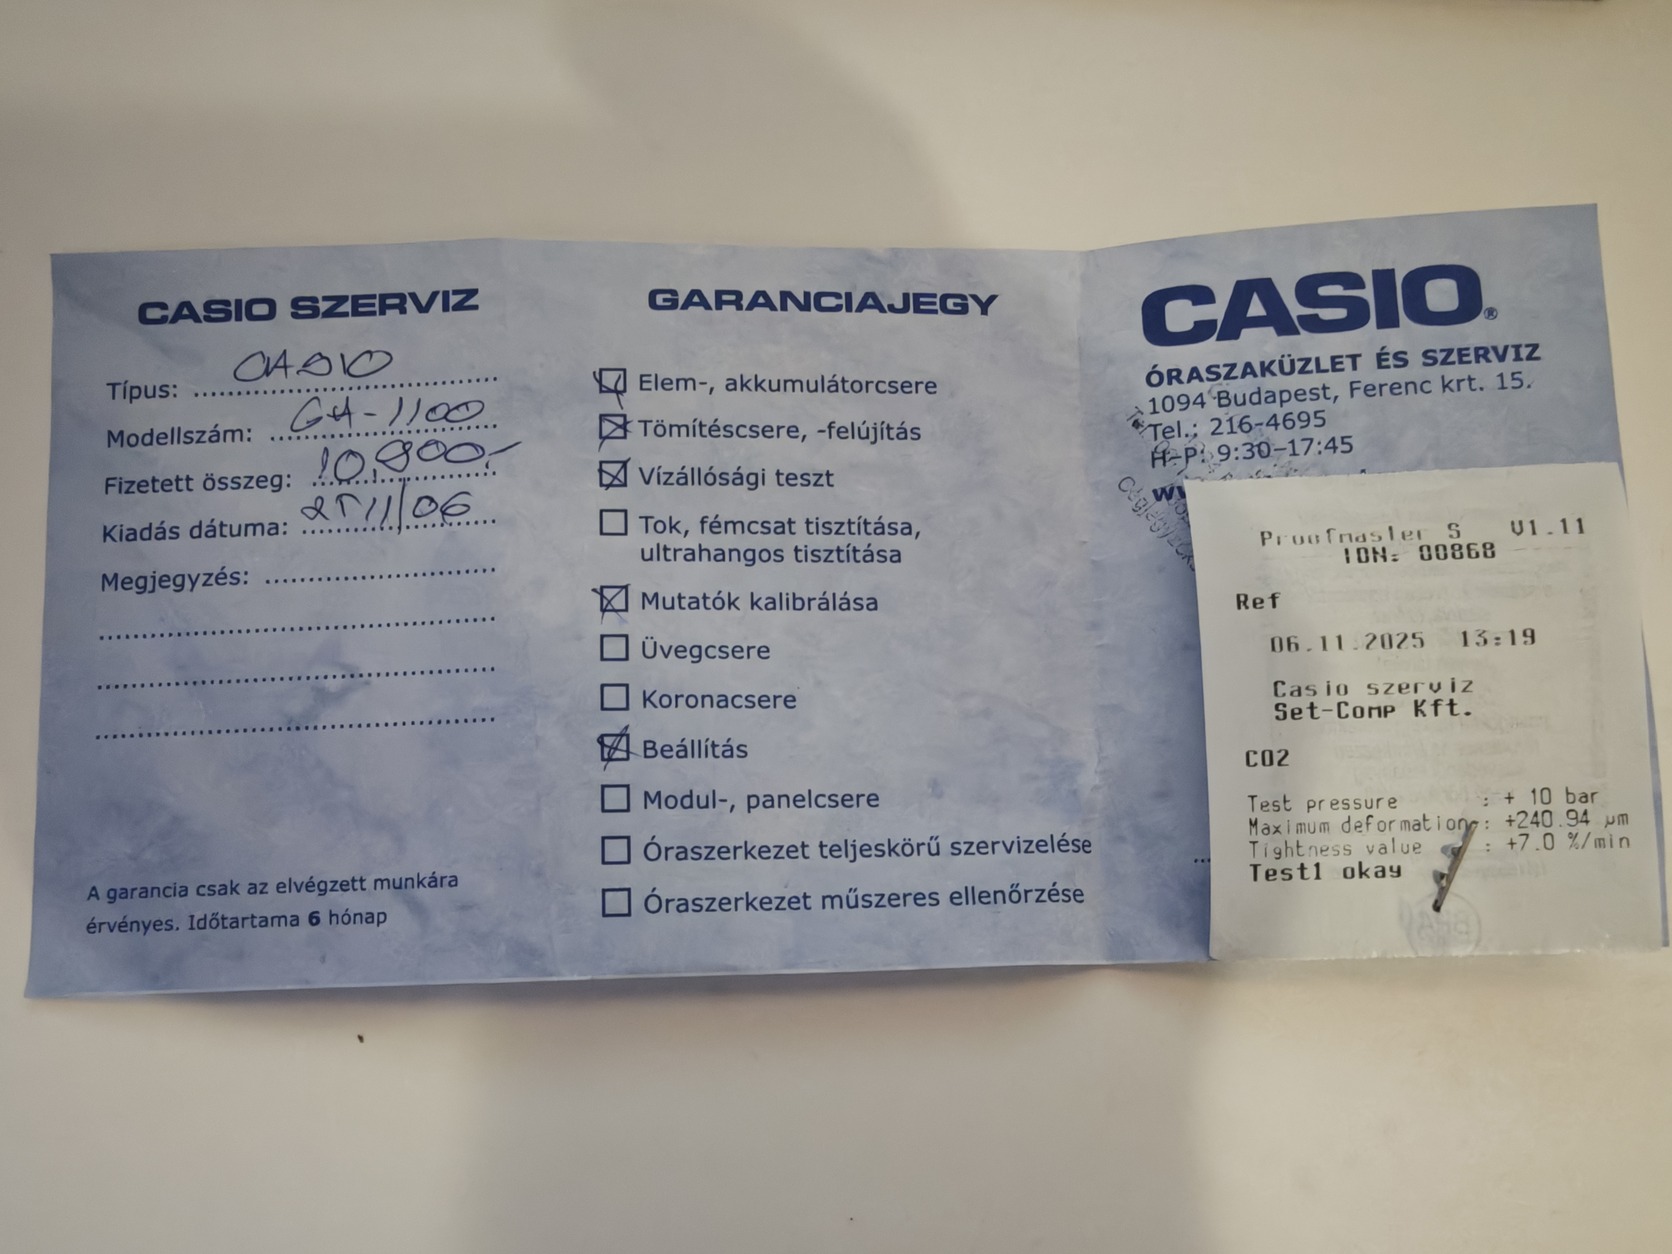 CASIO SZERVIZ
Típus: CASIO
Modellszám: GA-1100
Fizetett összeg: 10.900.-
Kiadás dátuma: 25 11/06
Megjegyzés:
A garancia csak az elvégzett munkára
érvényes. Időtartama 6 hónap
GARANCIAJEGY
Elem-, akkumulátorcsere
Tömítéscsere, -felújítás
Vízállósági teszt
Tok, fémcsat tisztítása,
ultrahangos tisztítása
Mutatók kalibrálása
Üvegcsere
Koronacsere
Beállítás
Modul-, panelcsere
Óraszerkezet teljeskörű szervizelése
Óraszerkezet műszeres ellenőrzése
CASIO®
ÓRASZAKÜZLET ÉS SZERVIZ
1094 Budapest, Ferenc krt. 15.
Tel.: 216-4695
H-P: 9:30–17:45
Proofmaster S V1.11
IDN: 00868
Ref
06.11.2025 13:19
Casio szerviz
Set-Comp Kft.
CO2
Test pressure : + 10 bar
Maximum deformation : +240.94 µm
Tightness value : +7.0 %/min
Test1 okay